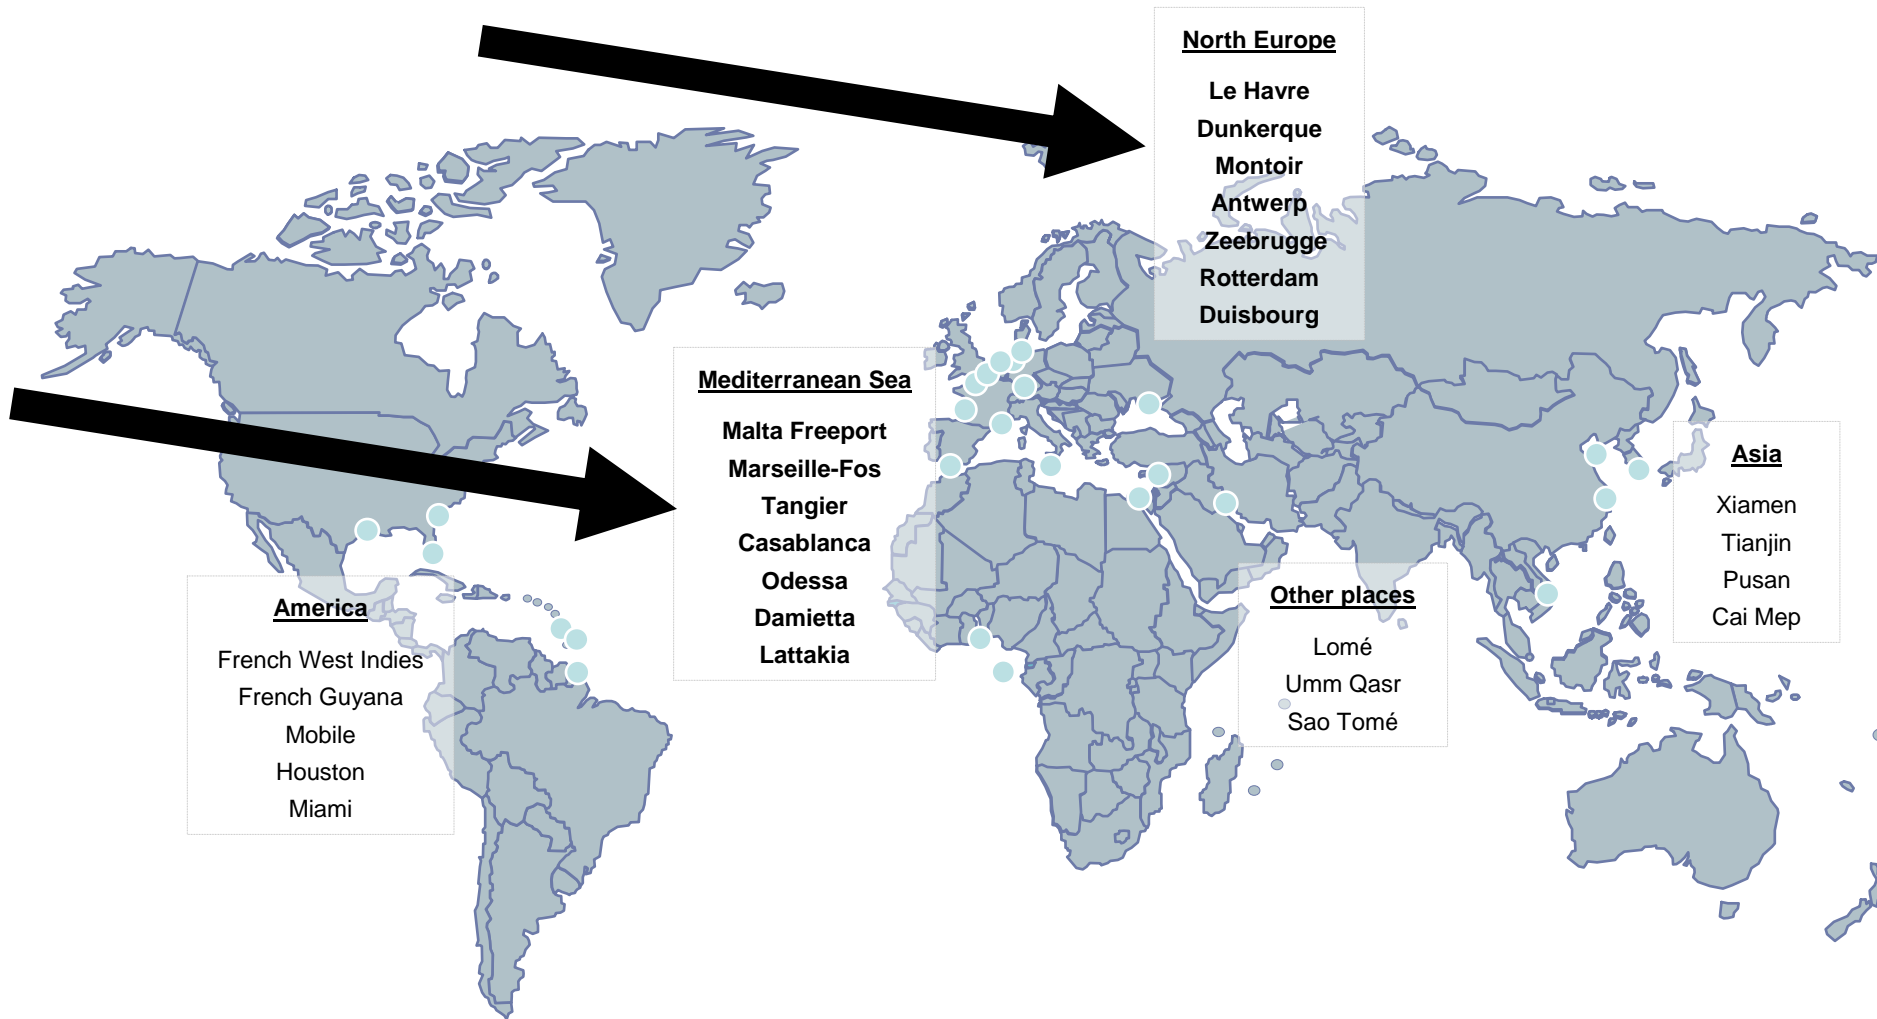 North Europe
Le Havre
Dunkerque
Montoir
Antwerp
Zeebrugge
Rotterdam
Duisbourg
Mediterranean Sea
Malta Freeport
Marseille-Fos
Tangier
Casablanca
Odessa
Damietta
Lattakia
Asia
Xiamen
Tianjin
Pusan
Cai Mep
America
French West Indies
French Guyana
Mobile
Houston
Miami
Other places
Lomé
Umm Qasr
Sao Tomé